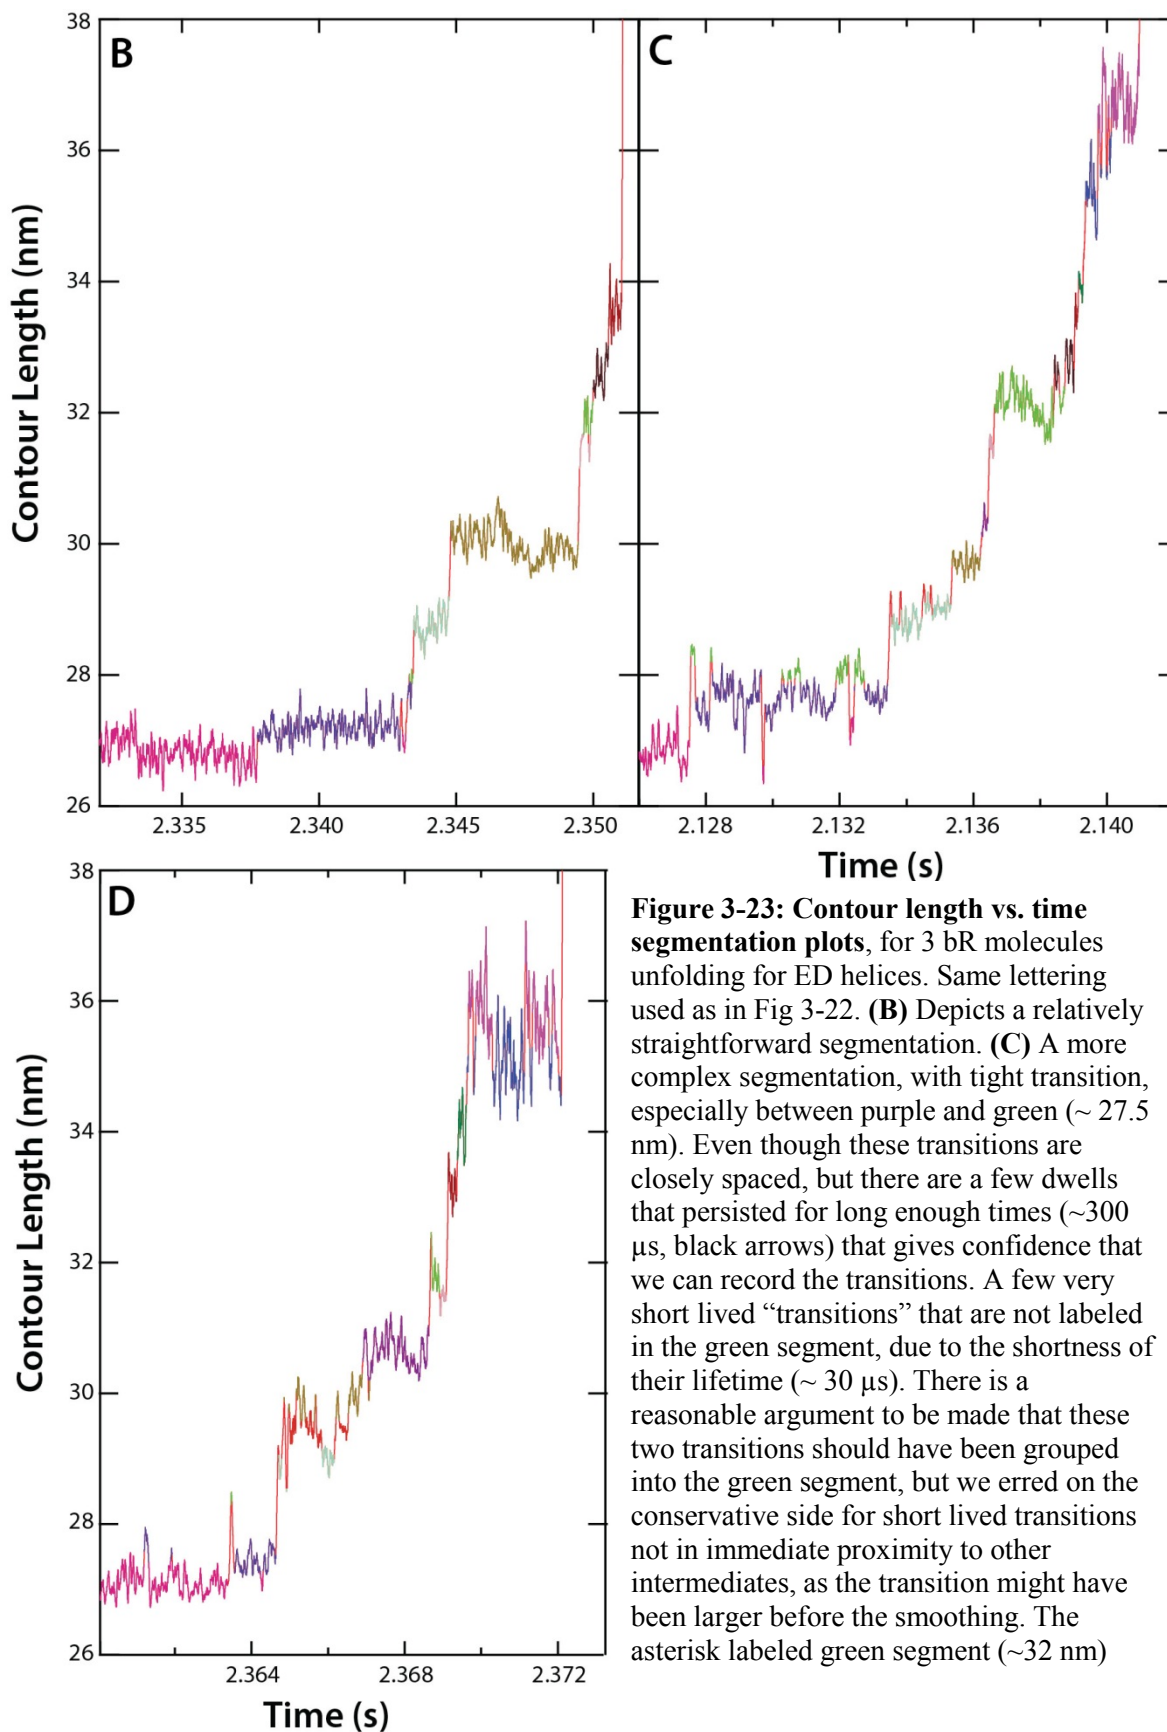 B
C
38
36
34
32
30
28
26
Contour Length (nm)
2.335
2.340
2.345
2.350
2.128
2.132
2.136
2.140
Time (s)
D
38
36
34
32
30
28
26
Contour Length (nm)
2.364
2.368
2.372
Time (s)
Figure 3-23: Contour length vs. time
segmentation plots, for 3 bR molecules
unfolding for ED helices. Same lettering
used as in Fig 3-22. (B) Depicts a relatively
straightforward segmentation. (C) A more
complex segmentation, with tight transition,
especially between purple and green (~ 27.5
nm). Even though these transitions are
closely spaced, but there are a few dwells
that persisted for long enough times (~300
µs, black arrows) that gives confidence that
we can record the transitions. A few very
short lived “transitions” that are not labeled
in the green segment, due to the shortness of
their lifetime (~ 30 µs). There is a
reasonable argument to be made that these
two transitions should have been grouped
into the green segment, but we erred on the
conservative side for short lived transitions
not in immediate proximity to other
intermediates, as the transition might have
been larger before the smoothing. The
asterisk labeled green segment (~32 nm)